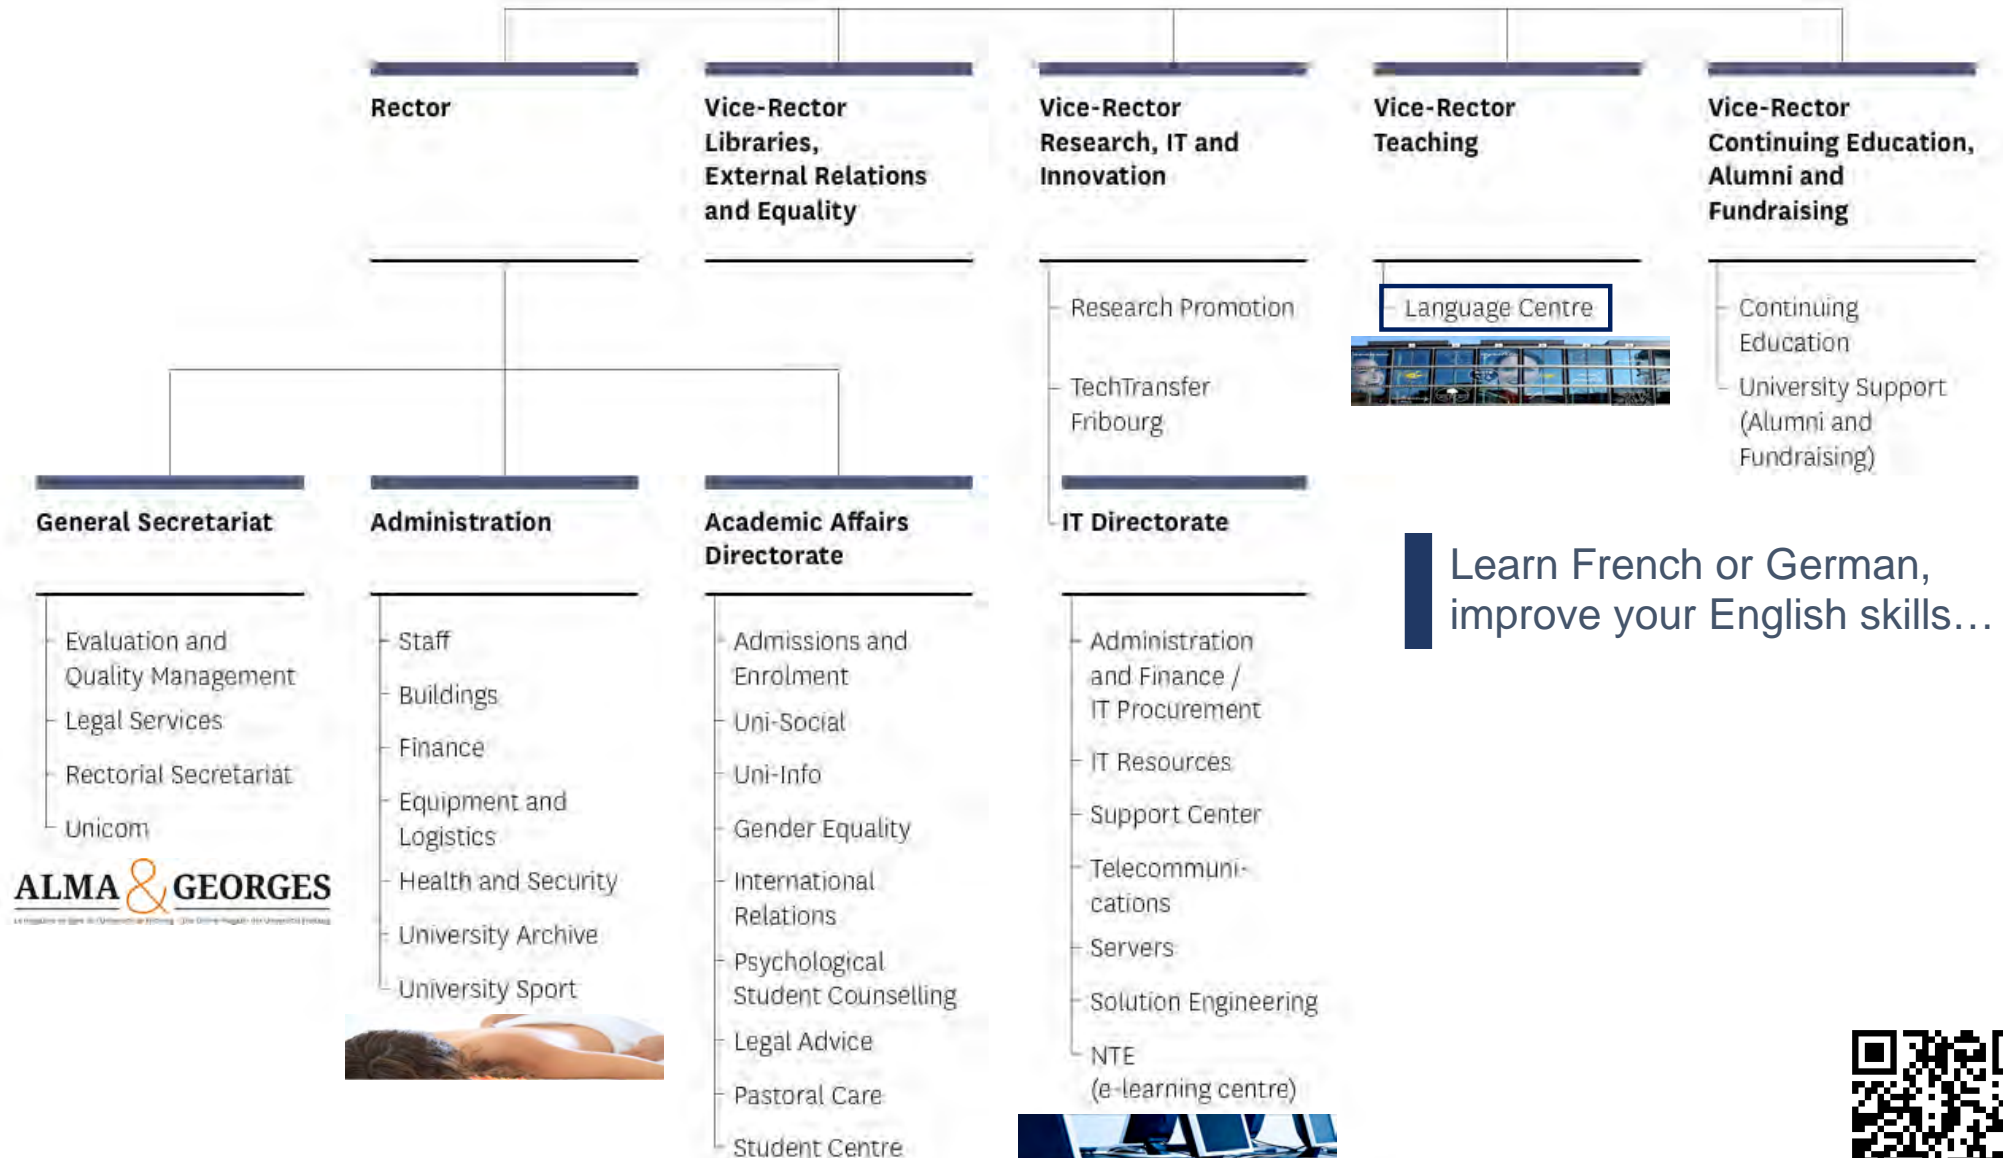 Rector
Vice-Rector
Libraries,
External Relations
and Equality
Vice-Rector
Research, IT and
Innovation
Vice-Rector
Teaching
Vice-Rector
Continuing Education,
Alumni and
Fundraising
Research Promotion
TechTransfer
Fribourg
Language Centre
Continuing
Education
University Support
(Alumni and
Fundraising)
General Secretariat
Evaluation and
Quality Management
Legal Services
Rectorial Secretariat
Unicom
ALMA & GEORGES
Administration
Staff
Buildings
Finance
Equipment and
Logistics
Health and Security
University Archive
University Sport
Academic Affairs
Directorate
Admissions and
Enrolment
Uni-Social
Uni-Info
Gender Equality
International
Relations
Psychological
Student Counselling
Legal Advice
Pastoral Care
Student Centre
IT Directorate
Administration
and Finance /
IT Procurement
IT Resources
Support Center
Telecommuni-
cations
Servers
Solution Engineering
NTE
(e-learning centre)
Learn French or German,
improve your English skills…